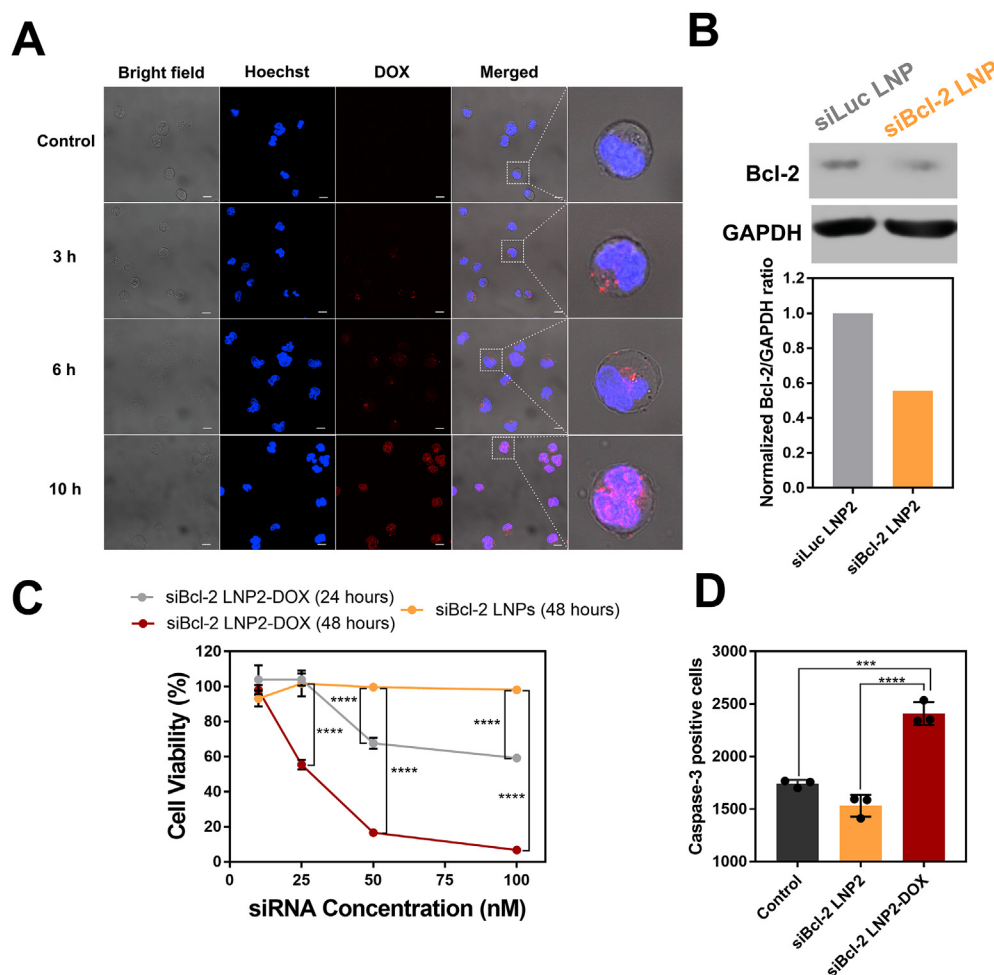 A
Bright field Hoechst DOX Merged
Control
3 h
6 h
10 h
B
siLuc LNP
siBcl-2 LNP
Bcl-2
GAPDH
Normalized Bcl-2/GAPDH ratio
1.2
1.0
0.8
0.6
0.4
0.2
0.0
siLuc LNP2
siBcl-2 LNP2
C
siBcl-2 LNP2-DOX (24 hours)
siBcl-2 LNPs (48 hours)
siBcl-2 LNP2-DOX (48 hours)
Cell Viability (%)
120
100
80
60
40
20
0
****
****
****
****
****
0 25 50 75 100
siRNA Concentration (nM)
D
Caspase-3 positive cells
3000
2500
2000
1500
1000
***
****
Control
siBcl-2 LNP2
siBcl-2 LNP2-DOX